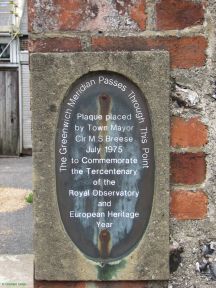 The Greenwich Meridian Passes Through This Point
Plaque placed
by Town Mayor
Cllr M S Breese
July 1975
to Commemorate
the Tercentenary
of the
Royal Observatory
and
European Heritage
Year